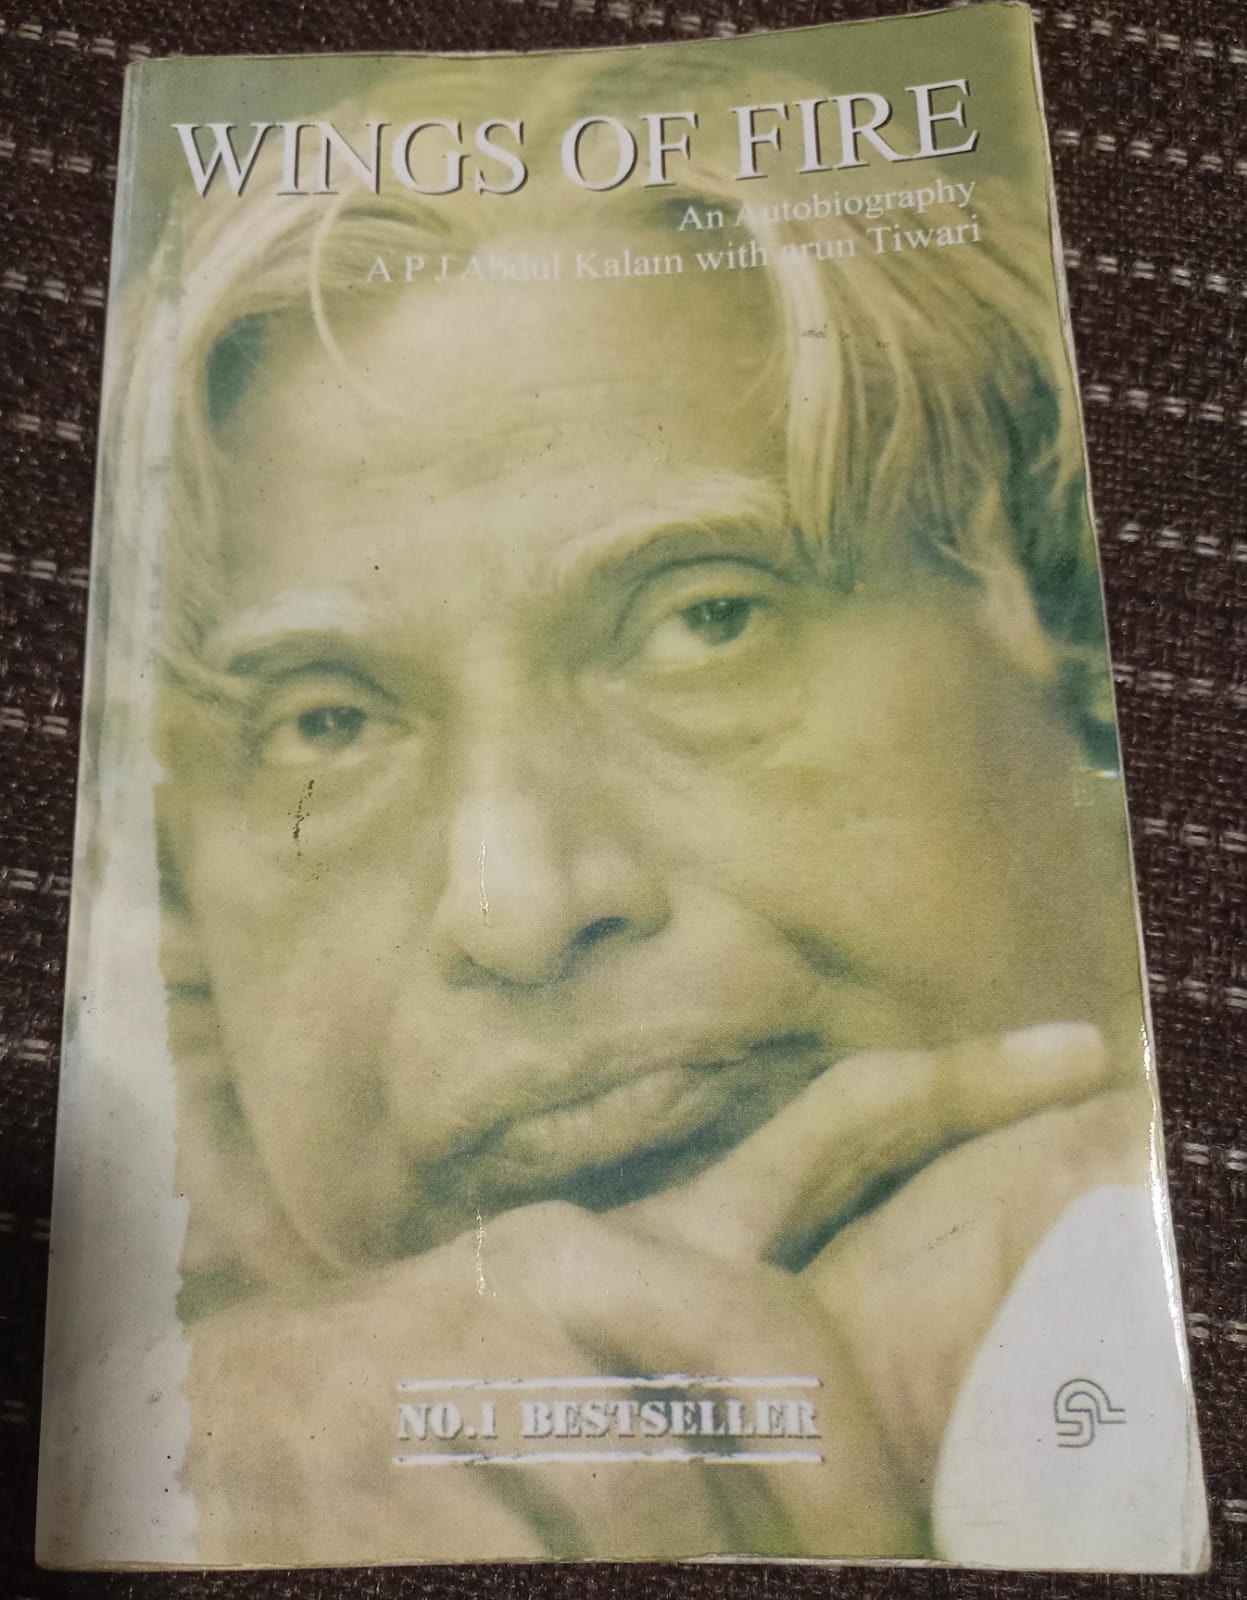 WINGS OF FIRE
An Autobiography
A P J Abdul Kalam with arun Tiwari
NO.1 BESTSELLER